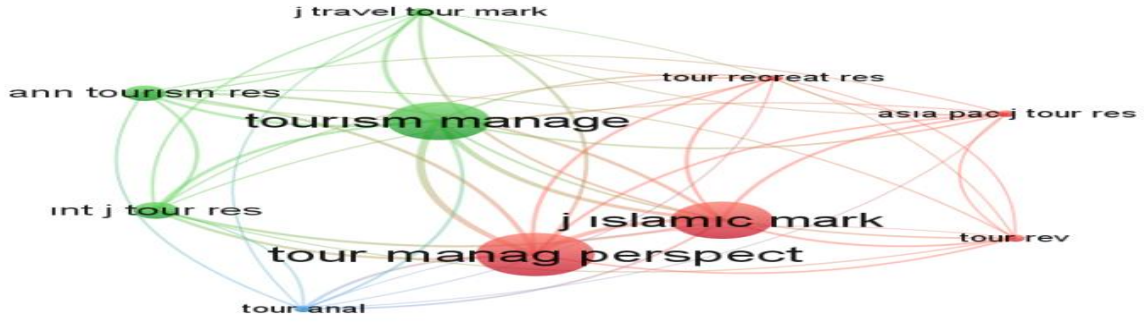 j travel tour mark
tour recreat res
ann tourism res
asia pac j tour res
tourism manage
int j tour res
j islamic mark
tour rev
tour manag perspect
tour anal